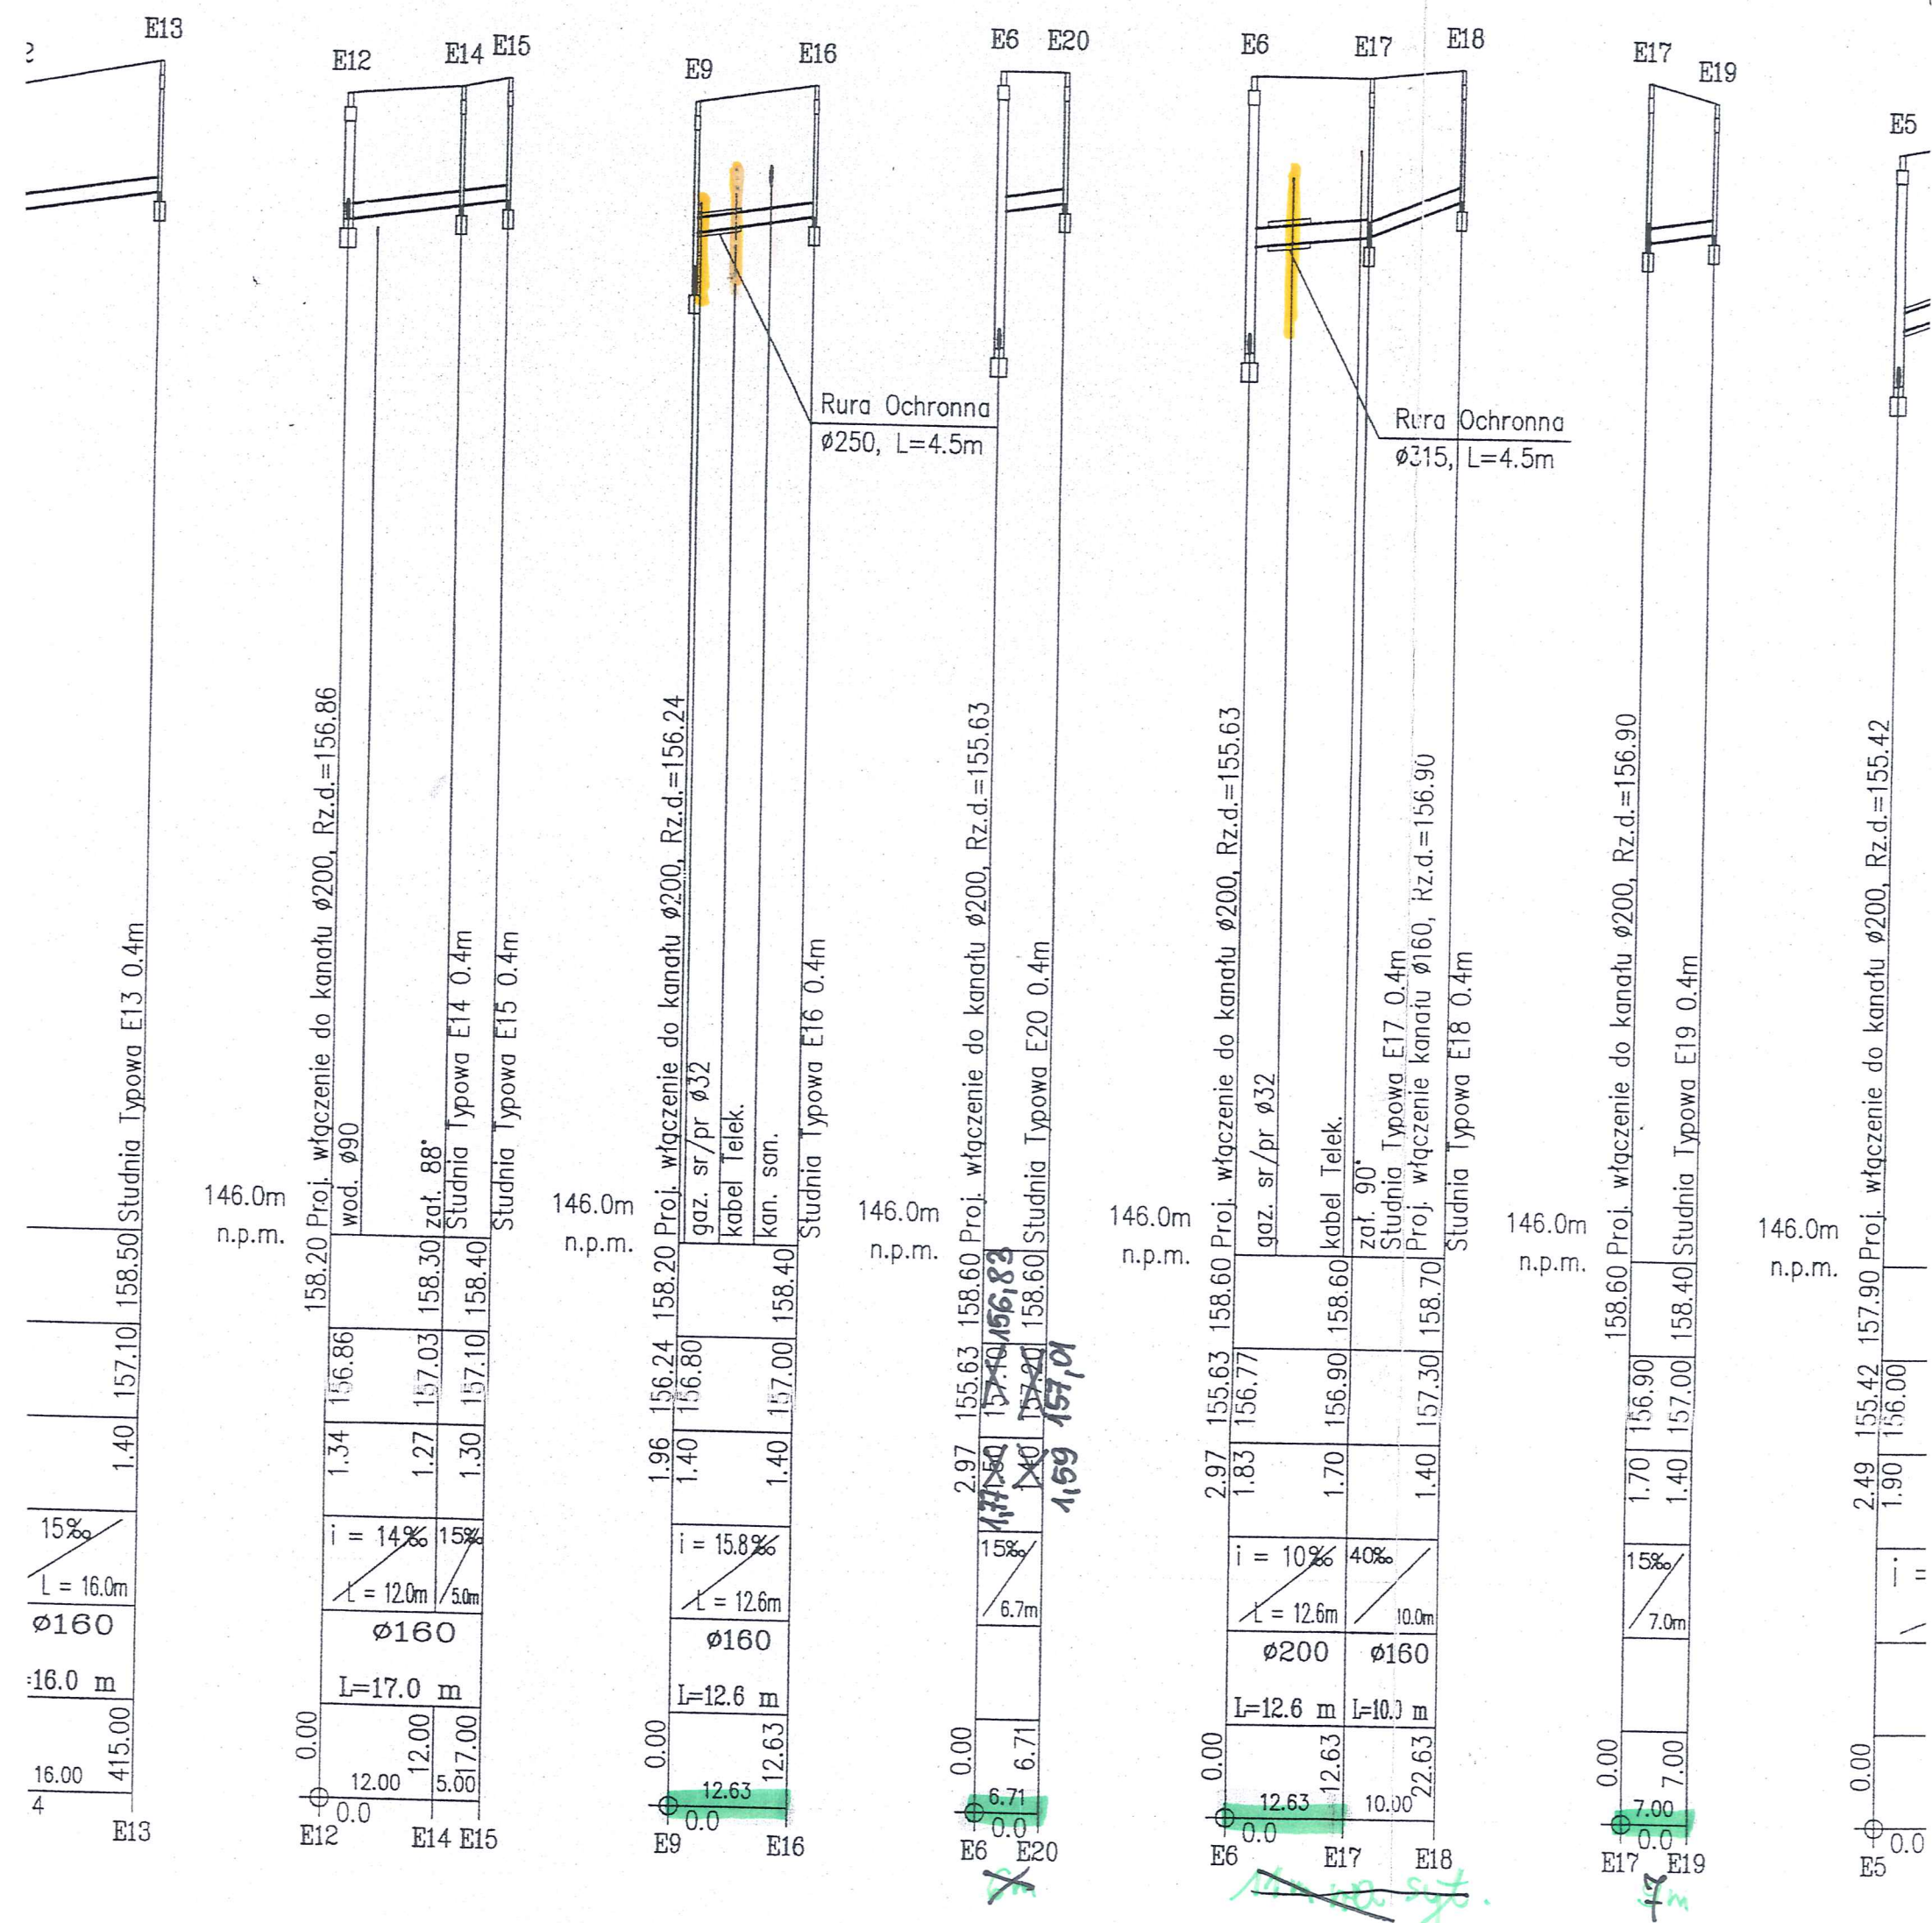 E13
E12
E14
E15
E9
E16
E6
E20
E6
E17
E18
E17
E19
E5
Rura Ochronna
ø250, L=4.5m
Rura Ochronna
ø315, L=4.5m
158.50 Studnia Typowa E13 0.4m
157.10
1.40
15‰
L = 16.0m
ø160
=16.0 m
415.00
16.00
4
E13
146.0m
n.p.m.
158.20 Proj. włączenie do kanału ø200, Rz.d.=156.86
wod. ø90
158.30 zał. 88°
Studnia Typowa E14 0.4m
158.40 Studnia Typowa E15 0.4m
156.86
157.03
157.10
1.34
1.27
1.30
i = 14‰
L = 12.0m
15‰
5.0m
ø160
L=17.0 m
0.00
12.00
17.00
12.00
5.00
0.0
E12
E14
E15
146.0m
n.p.m.
158.20 Proj. włączenie do kanału ø200, Rz.d.=156.24
gaz. sr/pr ø32
kabel Telek.
kan. san.
158.40 Studnia Typowa E16 0.4m
156.24
156.80
157.00
1.96
1.40
1.40
i = 15.8‰
L = 12.6m
ø160
L=12.6 m
0.00
12.63
12.63
0.0
E9
E16
146.0m
n.p.m.
158.60 Proj. włączenie do kanału ø200, Rz.d.=155.63
158.60 Studnia Typowa E20 0.4m
155.63
157.10
156,83
157.20
157,01
2.97
1.50
1,77
1.40
1,59
15‰
6.7m
0.00
6.71
6.71
0.0
E6
E20
6m
146.0m
n.p.m.
158.60 Proj. włączenie do kanału ø200, Rz.d.=155.63
gaz. sr/pr ø32
kabel Telek.
158.60 zał. 90°
Studnia Typowa E17 0.4m
Proj. włączenie kanału ø160, Rz.d.=156.90
158.70 Studnia Typowa E18 0.4m
155.63
156.77
156.90
157.30
2.97
1.83
1.70
1.40
i = 10‰
L = 12.6m
40‰
10.0m
ø200
ø160
L=12.6 m
L=10.0 m
0.00
12.63
22.63
12.63
10.00
0.0
E6
E17
E18
146.0m
n.p.m.
158.60 Proj. włączenie do kanału ø200, Rz.d.=156.90
158.40 Studnia Typowa E19 0.4m
156.90
157.00
1.70
1.40
15‰
7.0m
0.00
7.00
7.00
0.0
E17
E19
146.0m
n.p.m.
157.90 Proj. włączenie do kanału ø200, Rz.d.=155.42
155.42
156.00
2.49
1.90
i =
0.00
0.0
E5